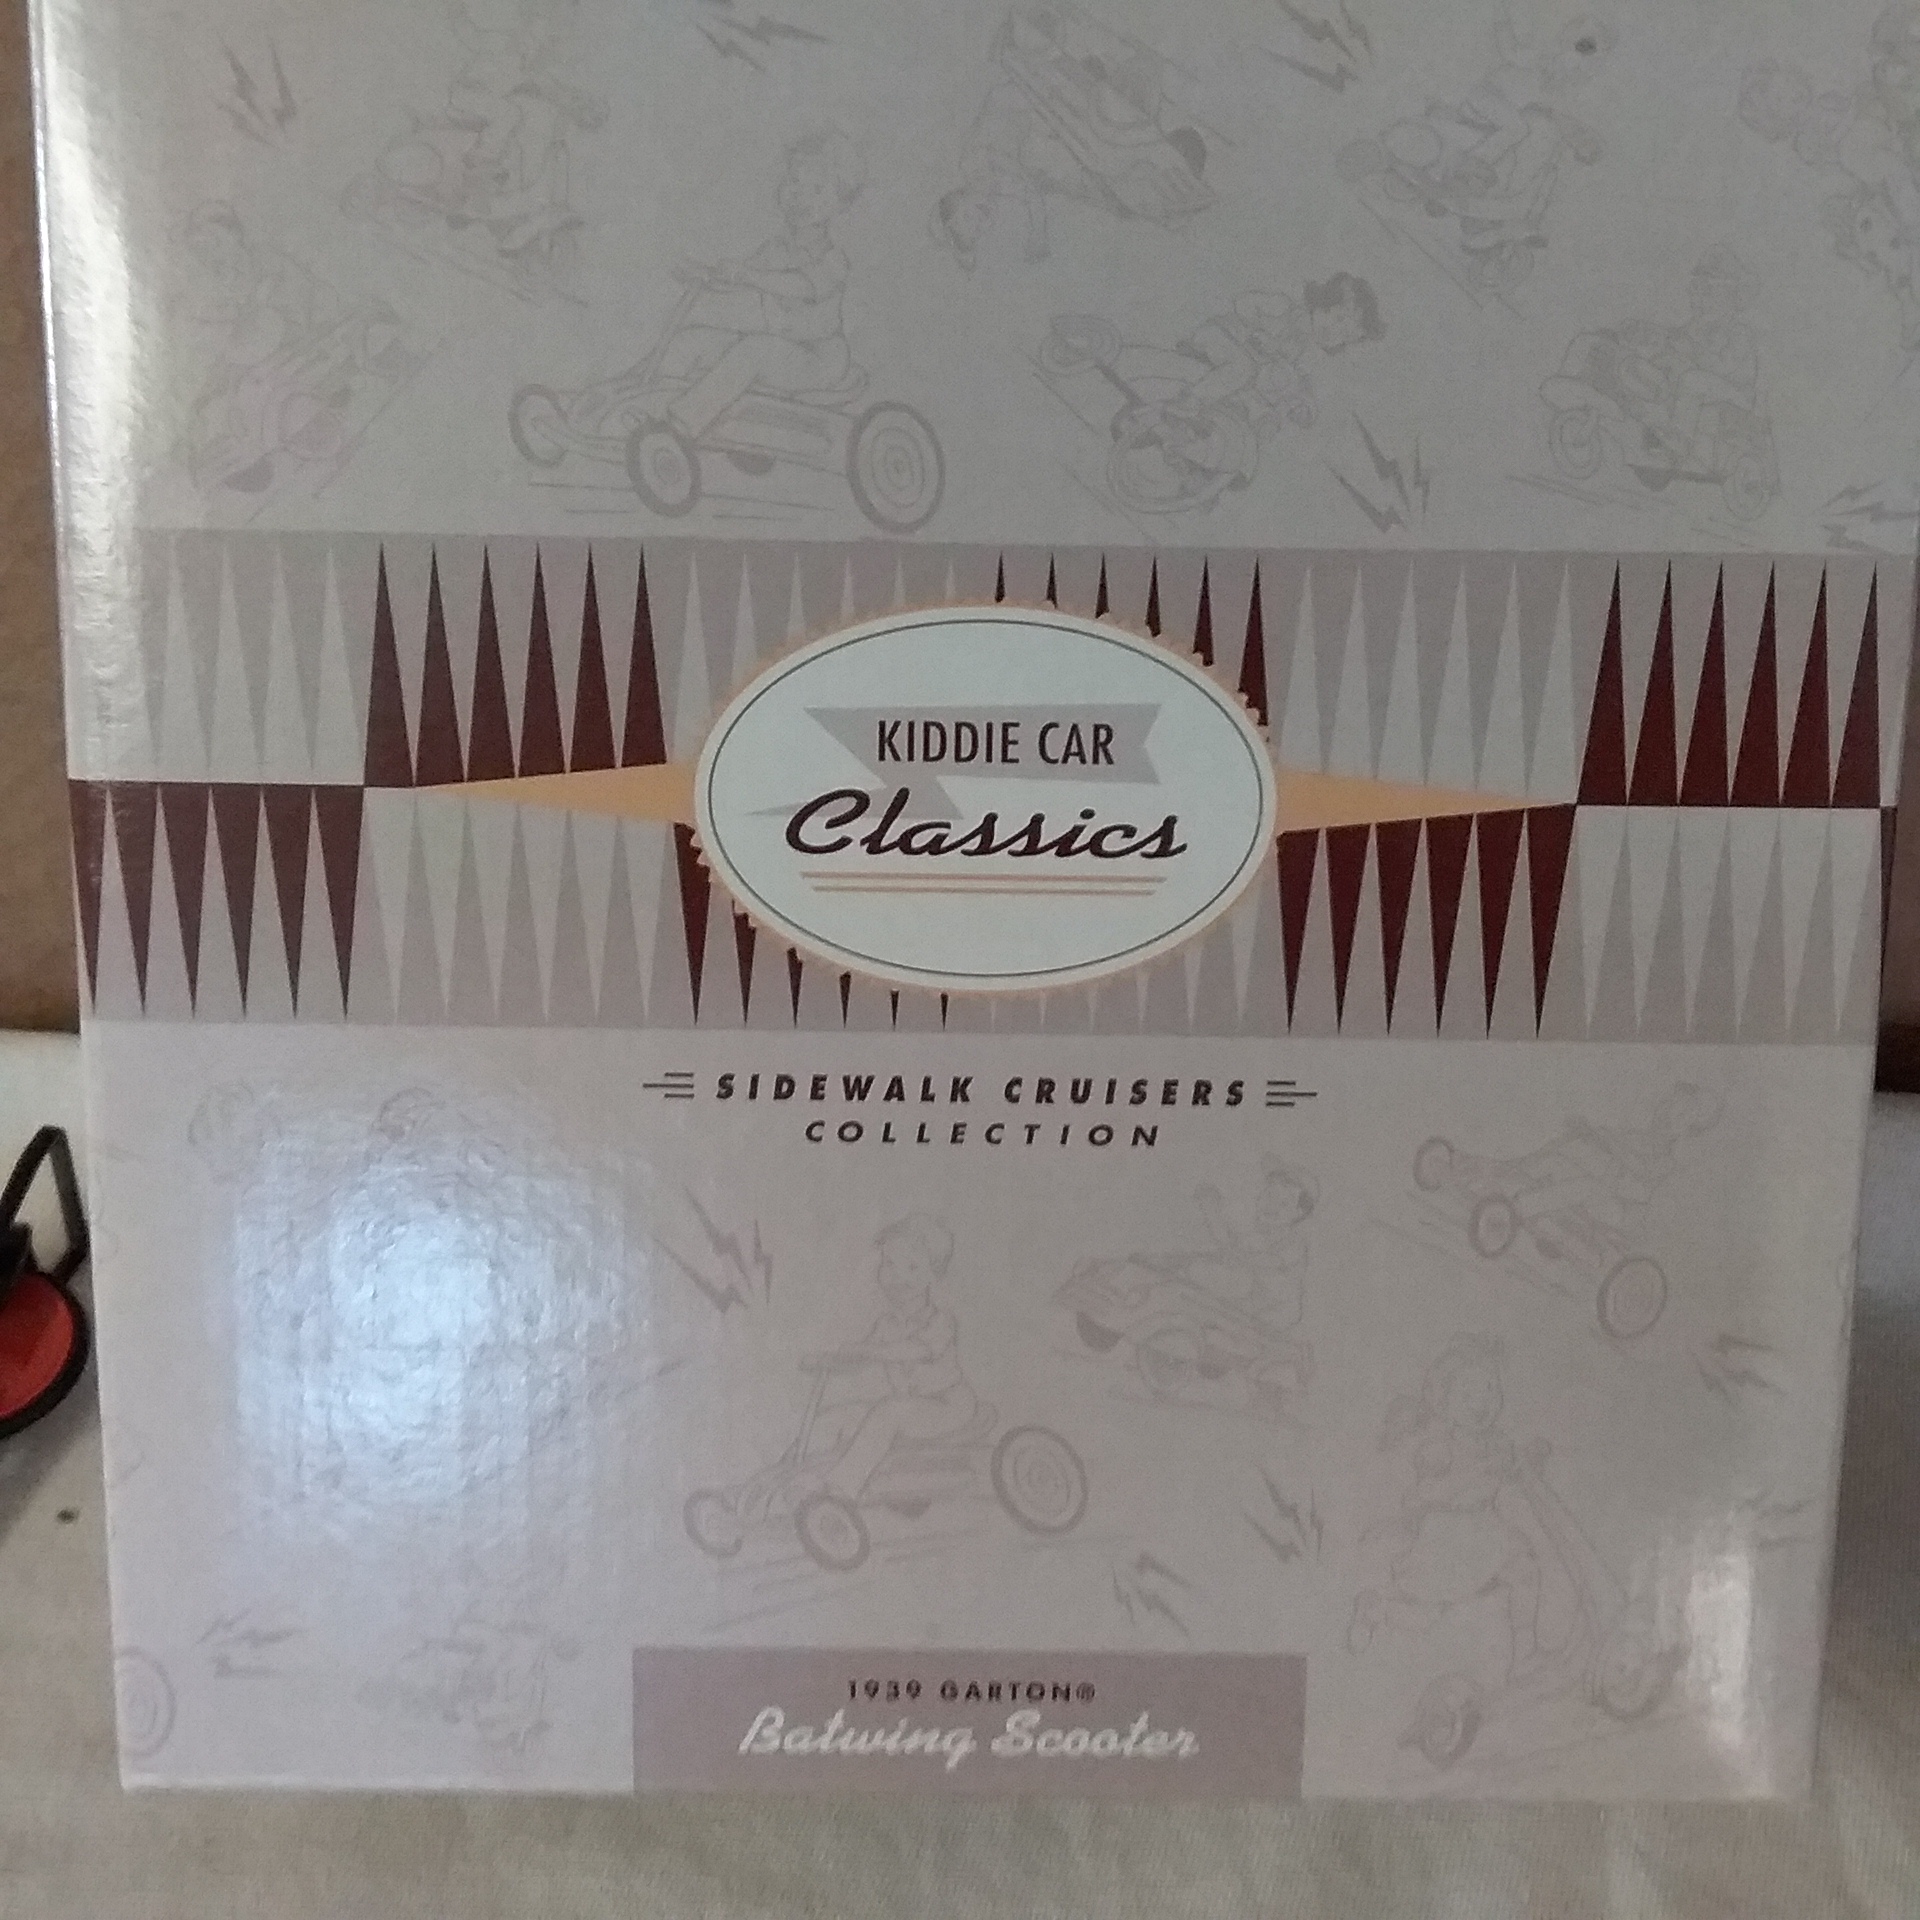 KIDDIE CAR
Classics
SIDEWALK CRUISERS
COLLECTION
1939 GARTON®
Batwing Scooter